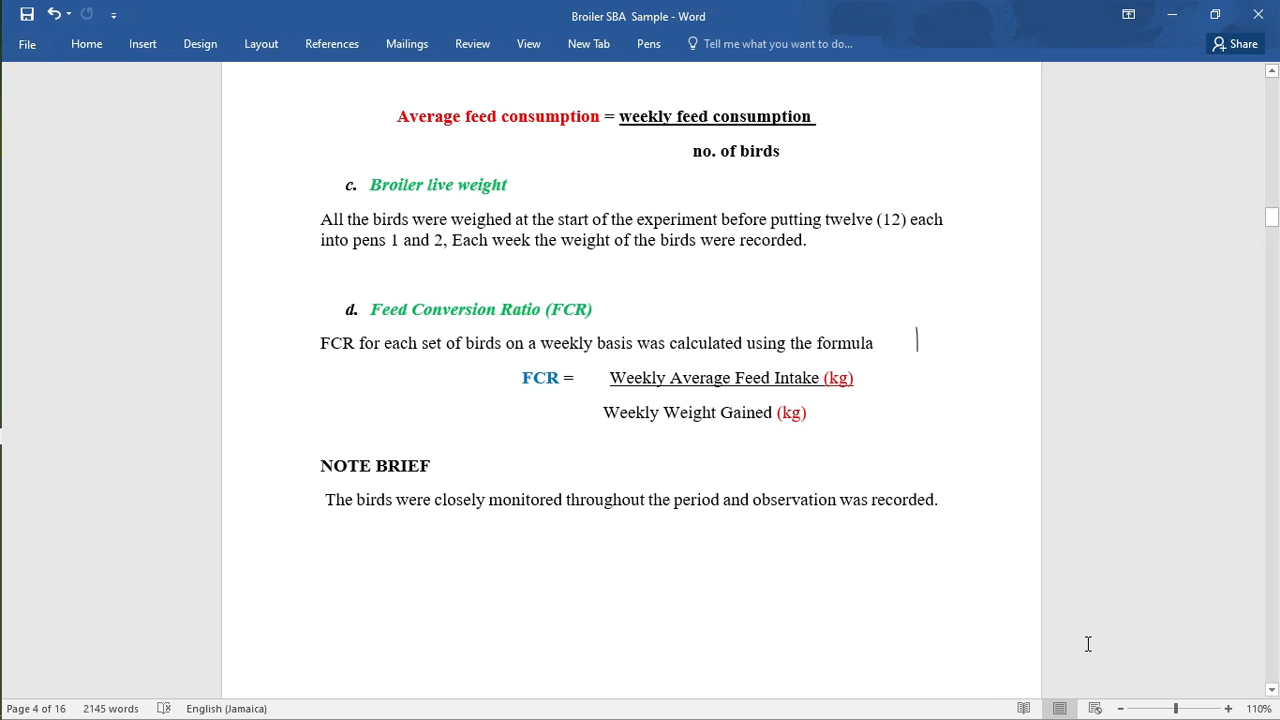 Broiler SBA Sample - Word
File Home Insert Design Layout References Mailings Review View New Tab Pens Tell me what you want to do... Share
Average feed consumption = weekly feed consumption
no. of birds
c. Broiler live weight
All the birds were weighed at the start of the experiment before putting twelve (12) each
into pens 1 and 2, Each week the weight of the birds were recorded.
d. Feed Conversion Ratio (FCR)
FCR for each set of birds on a weekly basis was calculated using the formula
FCR = Weekly Average Feed Intake (kg)
Weekly Weight Gained (kg)
NOTE BRIEF
The birds were closely monitored throughout the period and observation was recorded.
Page 4 of 16 2145 words English (Jamaica) 110%